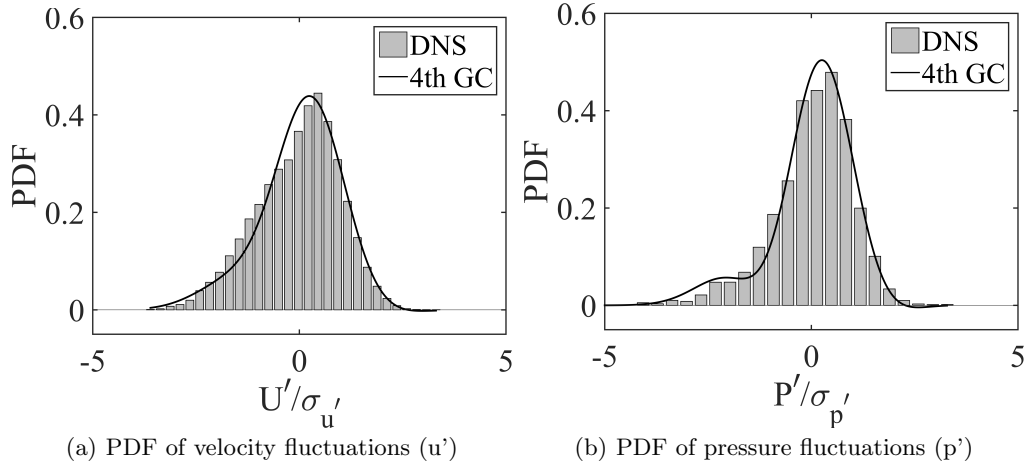 0.6
DNS
4th GC
0.4
PDF
0.2
0
-5 0 5
U′/σu′
(a) PDF of velocity fluctuations (u’)
0.6
DNS
4th GC
0.4
PDF
0.2
0
-5 0 5
P′/σp′
(b) PDF of pressure fluctuations (p’)